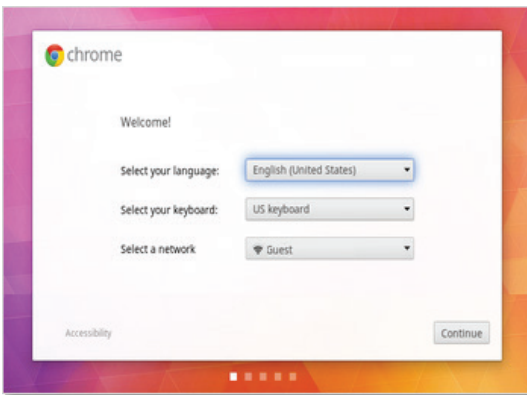 chrome
Welcome!
Select your language: English (United States)
Select your keyboard: US keyboard
Select a network Guest
Accessibility Continue